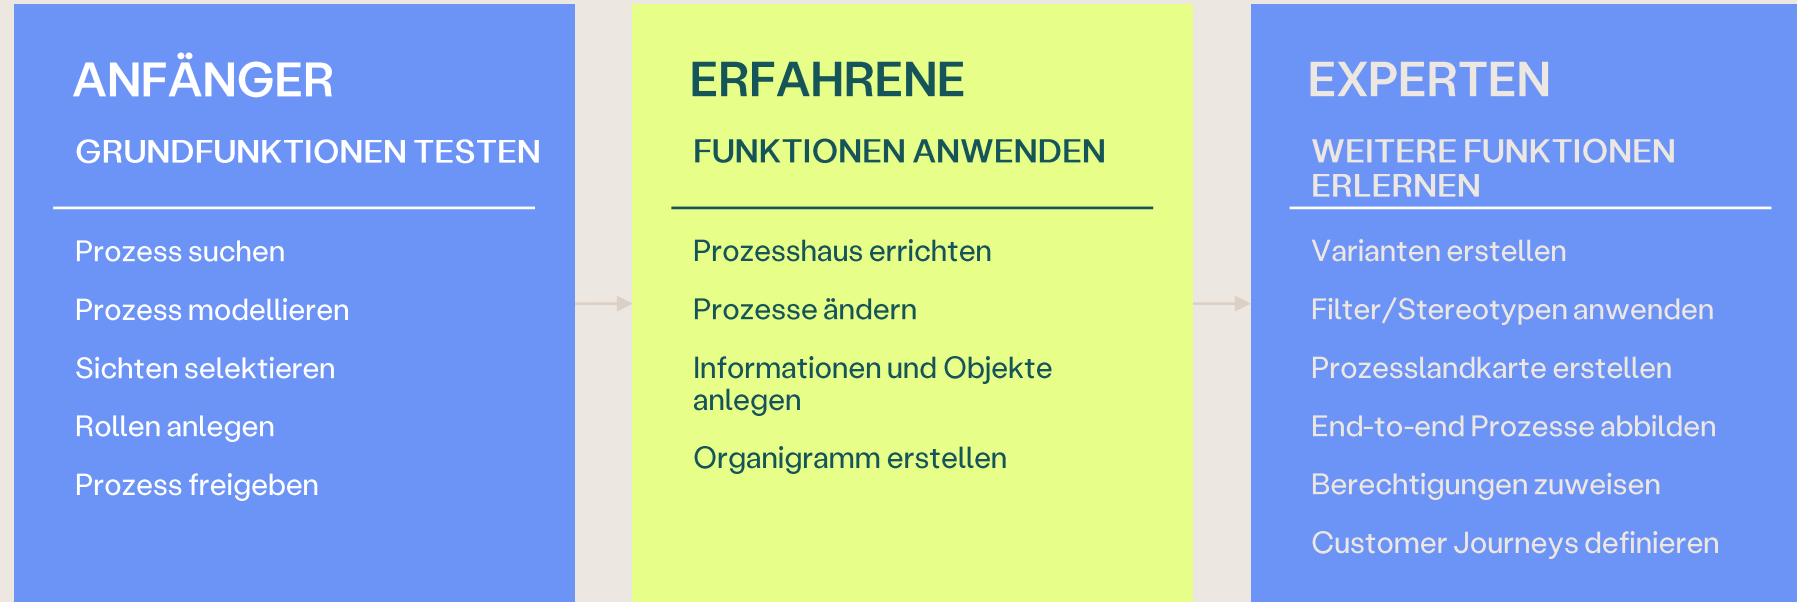 ANFÄNGER
GRUNDFUNKTIONEN TESTEN
Prozess suchen
Prozess modellieren
Sichten selektieren
Rollen anlegen
Prozess freigeben
ERFAHRENE
FUNKTIONEN ANWENDEN
Prozesshaus errichten
Prozesse ändern
Informationen und Objekte
anlegen
Organigramm erstellen
EXPERTEN
WEITERE FUNKTIONEN
ERLERNEN
Varianten erstellen
Filter/Stereotypen anwenden
Prozesslandkarte erstellen
End-to-end Prozesse abbilden
Berechtigungen zuweisen
Customer Journeys definieren